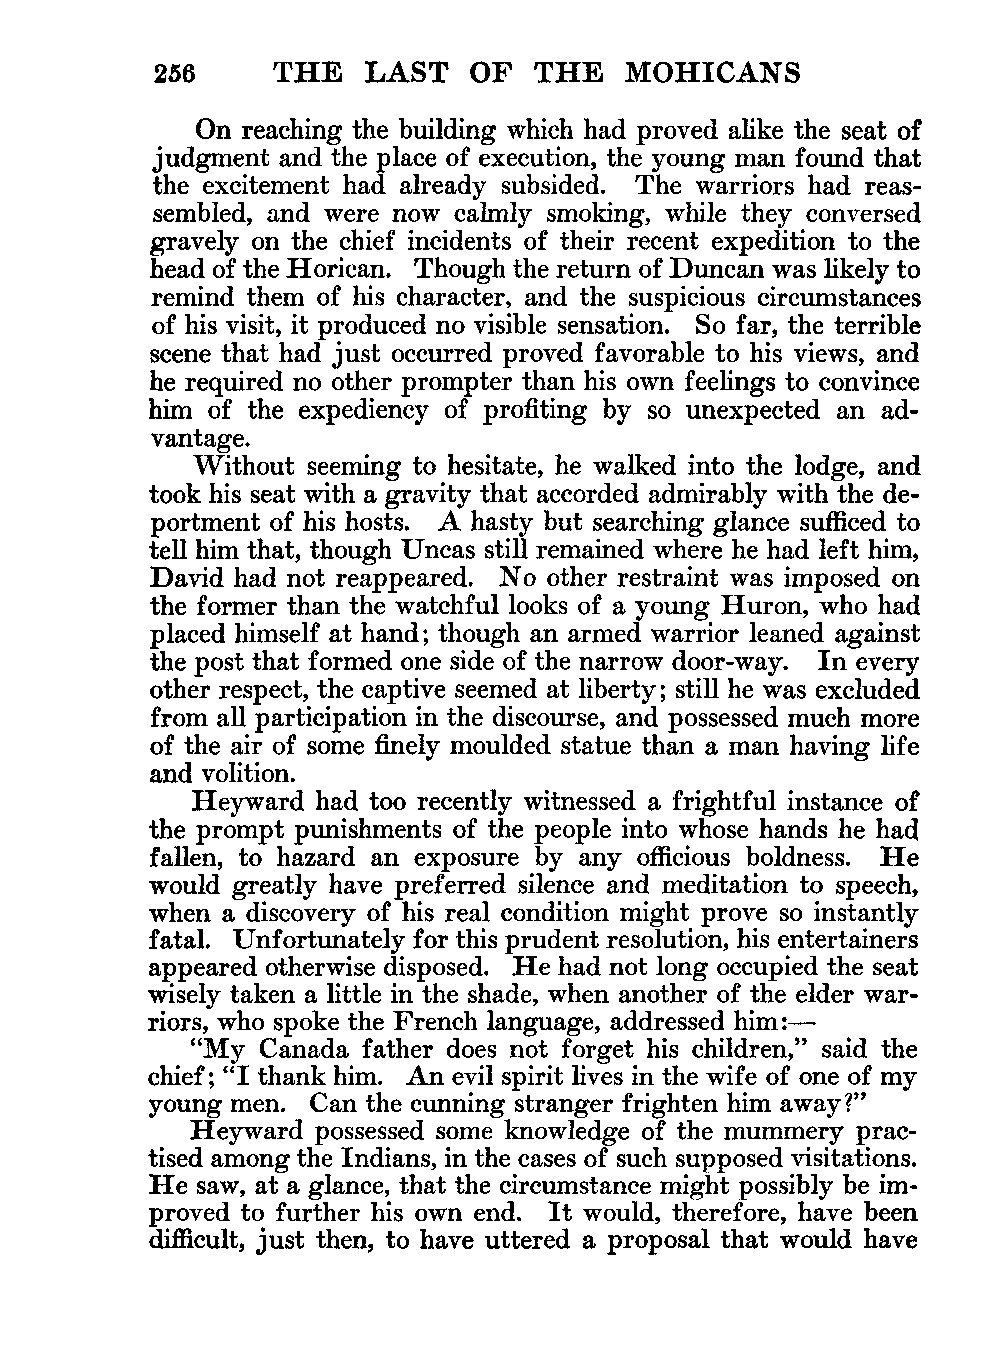 256 THE LAST OF THE MOHICANS
On reaching the building which had proved alike the seat of
judgment and the place of execution, the young man found that
the excitement had already subsided. The warriors had reas-
sembled, and were now calmly smoking, while they conversed
gravely on the chief incidents of their recent expedition to the
head of the Horican. Though the return of Duncan was likely to
remind them of his character, and the suspicious circumstances
of his visit, it produced no visible sensation. So far, the terrible
scene that had just occurred proved favorable to his views, and
he required no other prompter than his own feelings to convince
him of the expediency of profiting by so unexpected an ad-
vantage.
Without seeming to hesitate, he walked into the lodge, and
took his seat with a gravity that accorded admirably with the de-
portment of his hosts. A hasty but searching glance sufficed to
tell him that, though Uncas still remained where he had left him,
David had not reappeared. No other restraint was imposed on
the former than the watchful looks of a young Huron, who had
placed himself at hand; though an armed warrior leaned against
the post that formed one side of the narrow door-way. In every
other respect, the captive seemed at liberty; still he was excluded
from all participation in the discourse, and possessed much more
of the air of some finely moulded statue than a man having life
and volition.
Heyward had too recently witnessed a frightful instance of
the prompt punishments of the people into whose hands he had
fallen, to hazard an exposure by any officious boldness. He
would greatly have preferred silence and meditation to speech,
when a discovery of his real condition might prove so instantly
fatal. Unfortunately for this prudent resolution, his entertainers
appeared otherwise disposed. He had not long occupied the seat
wisely taken a little in the shade, when another of the elder war-
riors, who spoke the French language, addressed him:—
“My Canada father does not forget his children,” said the
chief; “I thank him. An evil spirit lives in the wife of one of my
young men. Can the cunning stranger frighten him away?”
Heyward possessed some knowledge of the mummery prac-
tised among the Indians, in the cases of such supposed visitations.
He saw, at a glance, that the circumstance might possibly be im-
proved to further his own end. It would, therefore, have been
difficult, just then, to have uttered a proposal that would have